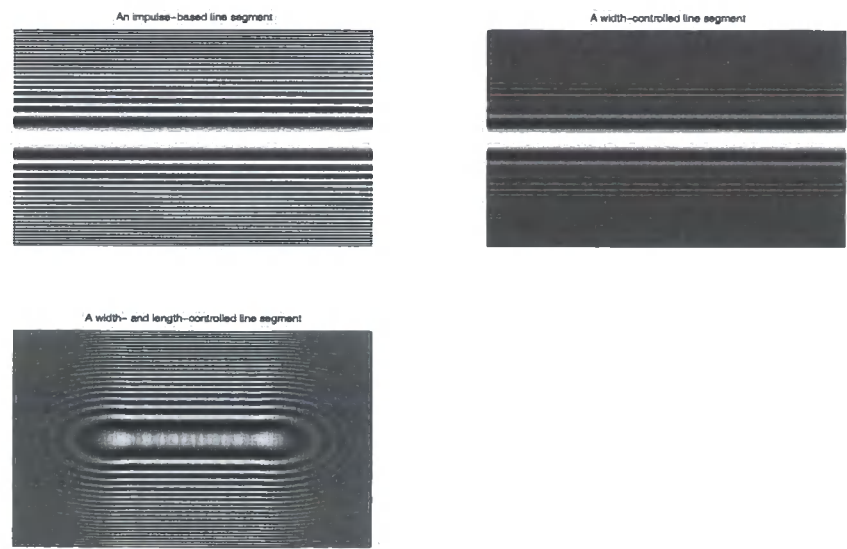 An impulse-based line segment
A width-controlled line segment
A width- and length-controlled line segment